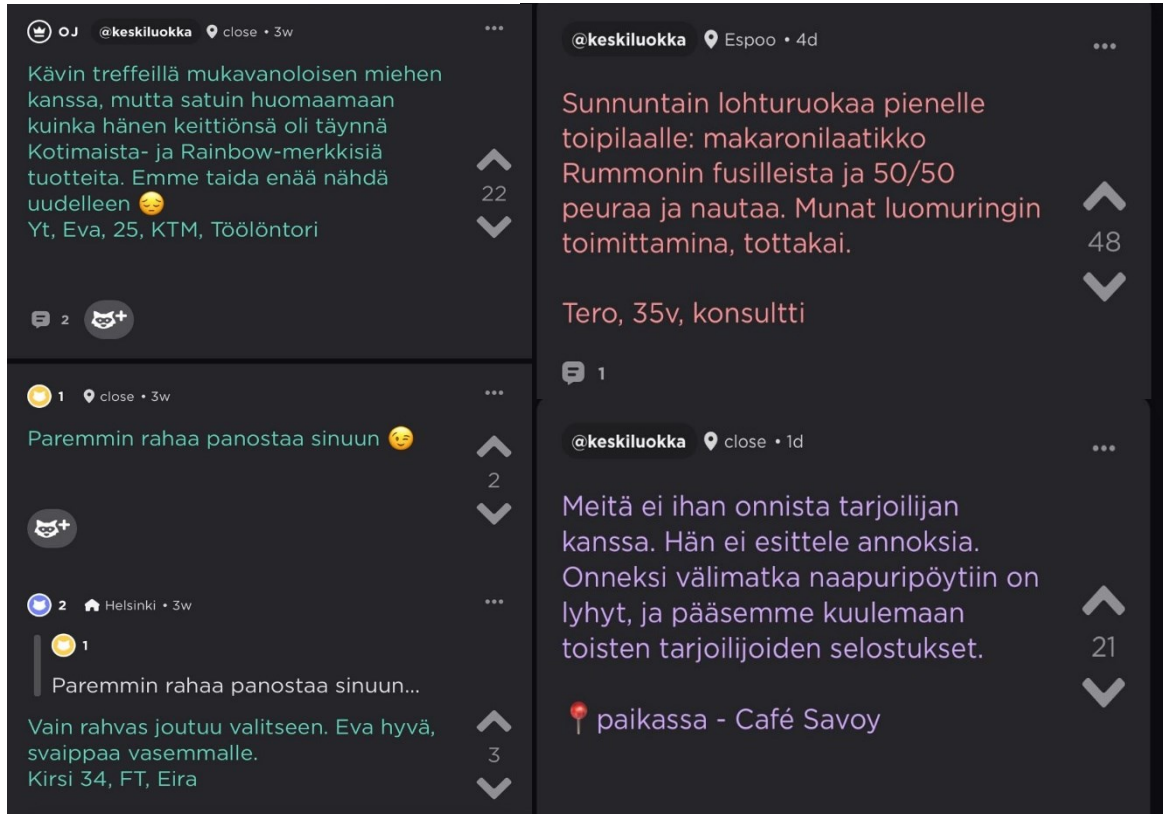 OJ @keskiluokka close • 3w
Kävin treffeillä mukavanoloisen miehen
kanssa, mutta satuin huomaamaan
kuinka hänen keittiönsä oli täynnä
Kotimaista- ja Rainbow-merkkisiä
tuotteita. Emme taida enää nähdä
uudelleen 😔
Yt, Eva, 25, KTM, Töölöntori
22
2
1 close • 3w
Paremmin rahaa panostaa sinuun 😉
2
2 Helsinki • 3w
1
Paremmin rahaa panostaa sinuun...
Vain rahvas joutuu valitseen. Eva hyvä,
svaippaa vasemmalle.
Kirsi 34, FT, Eira
3
@keskiluokka Espoo • 4d
Sunnuntain lohturuokaa pienelle
toipilaalle: makaronilaatikko
Rummonin fusilleista ja 50/50
peuraa ja nautaa. Munat luomuringin
toimittamina, tottakai.
Tero, 35v, konsultti
48
1
@keskiluokka close • 1d
Meitä ei ihan onnista tarjoilijan
kanssa. Hän ei esittele annoksia.
Onneksi välimatka naapuripöytiin on
lyhyt, ja pääsemme kuulemaan
toisten tarjoilijoiden selostukset.
📍paikassa - Café Savoy
21